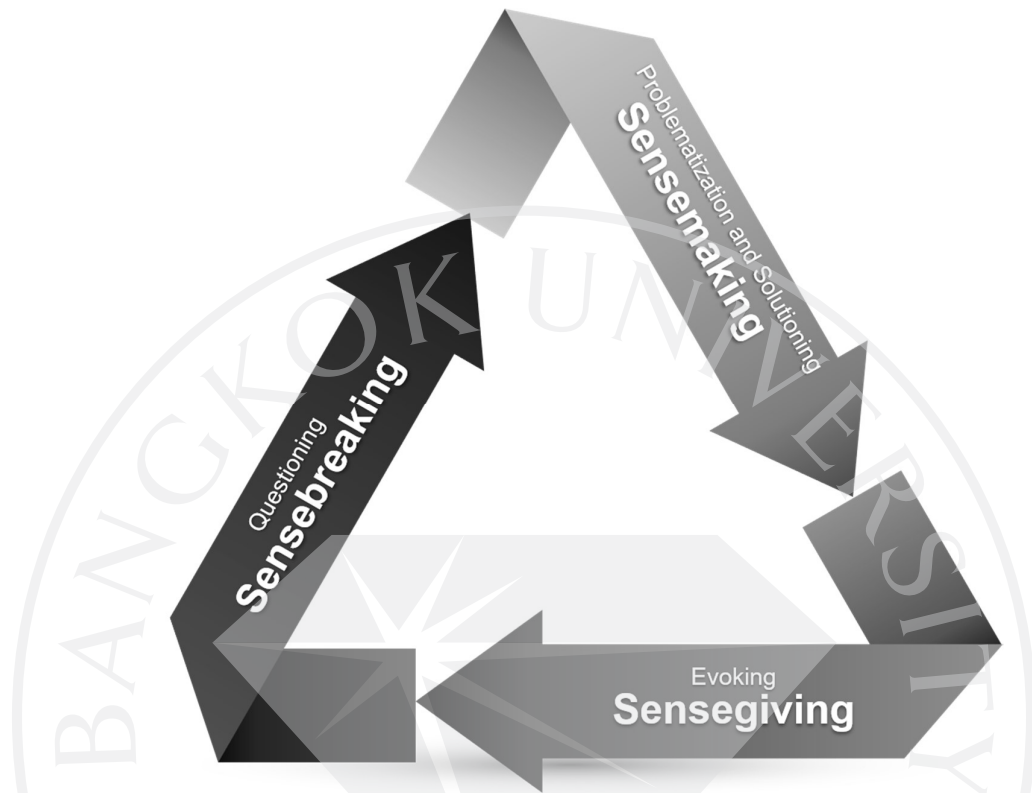 Problematization and Solutioning
Sensemaking
Questioning
Sensebreaking
Evoking
Sensegiving
BANGKOK UNIVERSITY